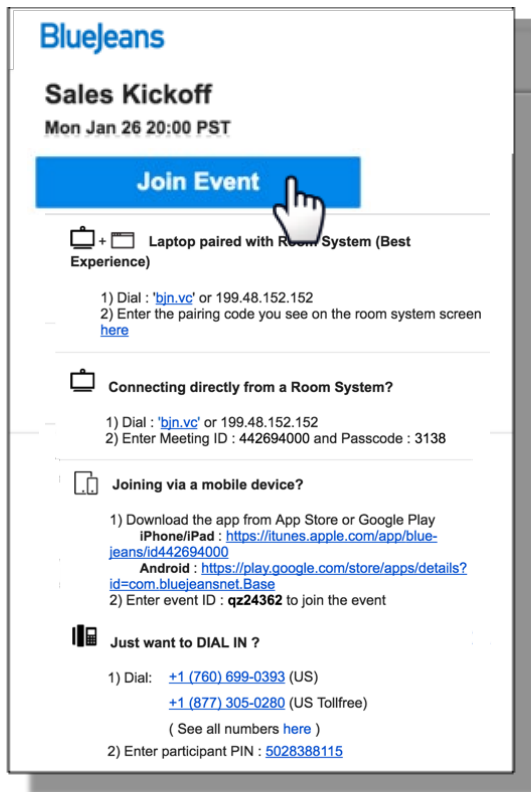 BlueJeans
Sales Kickoff
Mon Jan 26 20:00 PST
Join Event
+ Laptop paired with Room System (Best
Experience)
1) Dial : 'bjn.vc' or 199.48.152.152
2) Enter the pairing code you see on the room system screen
here
Connecting directly from a Room System?
1) Dial : 'bjn.vc' or 199.48.152.152
2) Enter Meeting ID : 442694000 and Passcode : 3138
Joining via a mobile device?
1) Download the app from App Store or Google Play
iPhone/iPad : https://itunes.apple.com/app/blue-
jeans/id442694000
Android : https://play.google.com/store/apps/details?
id=com.bluejeansnet.Base
2) Enter event ID : qz24362 to join the event
Just want to DIAL IN ?
1) Dial: +1 (760) 699-0393 (US)
+1 (877) 305-0280 (US Tollfree)
( See all numbers here )
2) Enter participant PIN : 5028388115